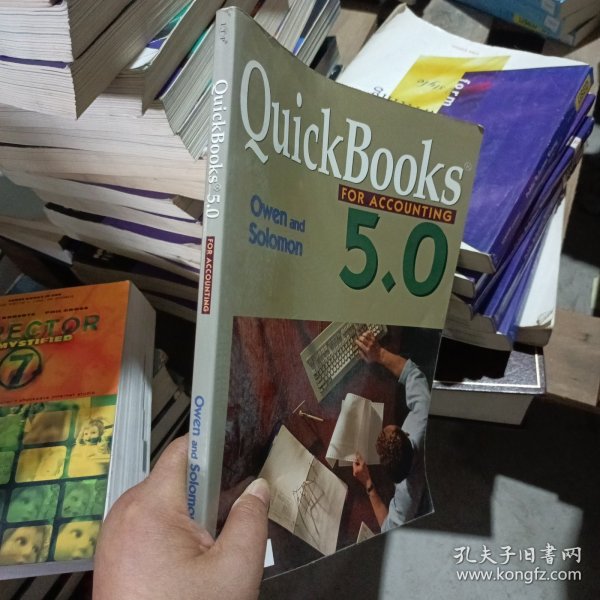 QuickBooks®
FOR ACCOUNTING
5.0
Owen and
Solomon
QuickBooks® 5.0
FOR ACCOUNTING
Owen and Solomon
RECTOR
MYSTIFIED
7
form
孔夫子旧书网
www.kongfz.com